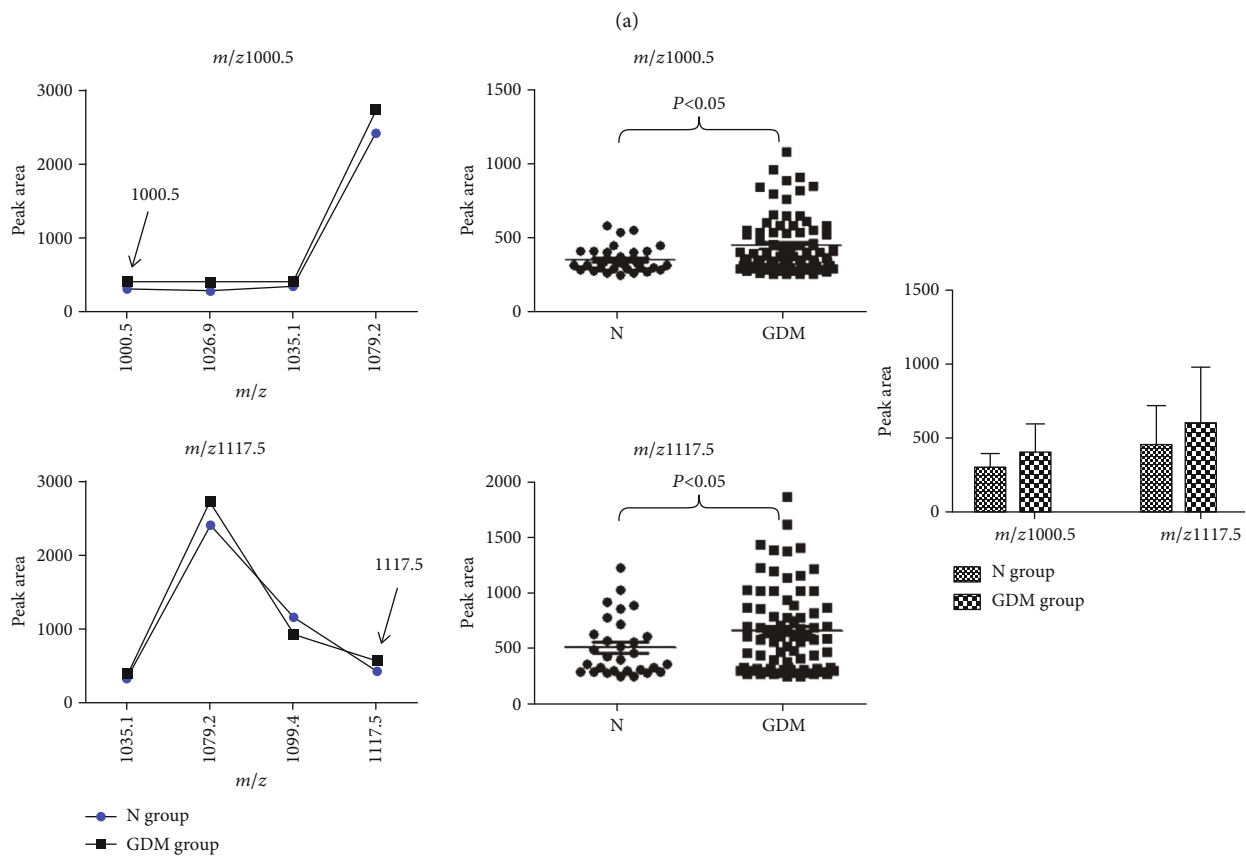 (a)
m/z1000.5
3000
2000
1000
0
Peak area
1000.5
1000.5
1026.9
1035.1
1079.2
m/z
m/z1000.5
1500
1000
500
0
Peak area
P<0.05
N
GDM
m/z1117.5
3000
2000
1000
0
Peak area
1117.5
1035.1
1079.2
1099.4
1117.5
m/z
N group
GDM group
m/z1117.5
2000
1500
1000
500
0
Peak area
P<0.05
N
GDM
1500
1000
500
0
Peak area
m/z1000.5
m/z1117.5
N group
GDM group